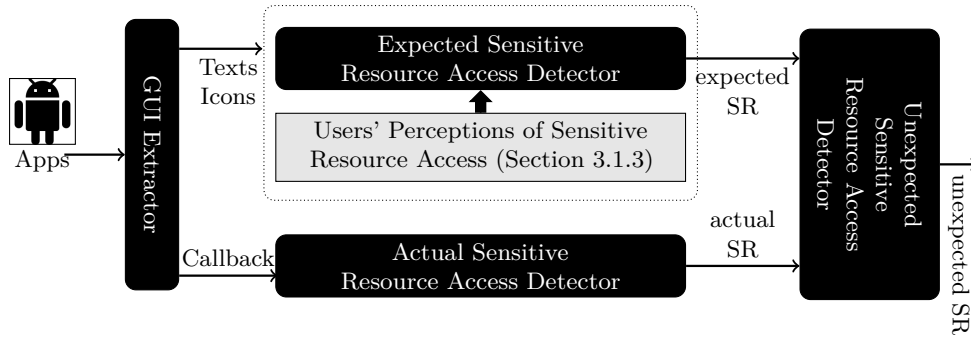 Apps
GUI Extractor
Texts
Icons
Callback
Expected Sensitive
Resource Access Detector
Users' Perceptions of Sensitive
Resource Access (Section 3.1.3)
Actual Sensitive
Resource Access Detector
expected
SR
actual
SR
Unexpected
Sensitive
Resource Access
Detector
unexpected SR